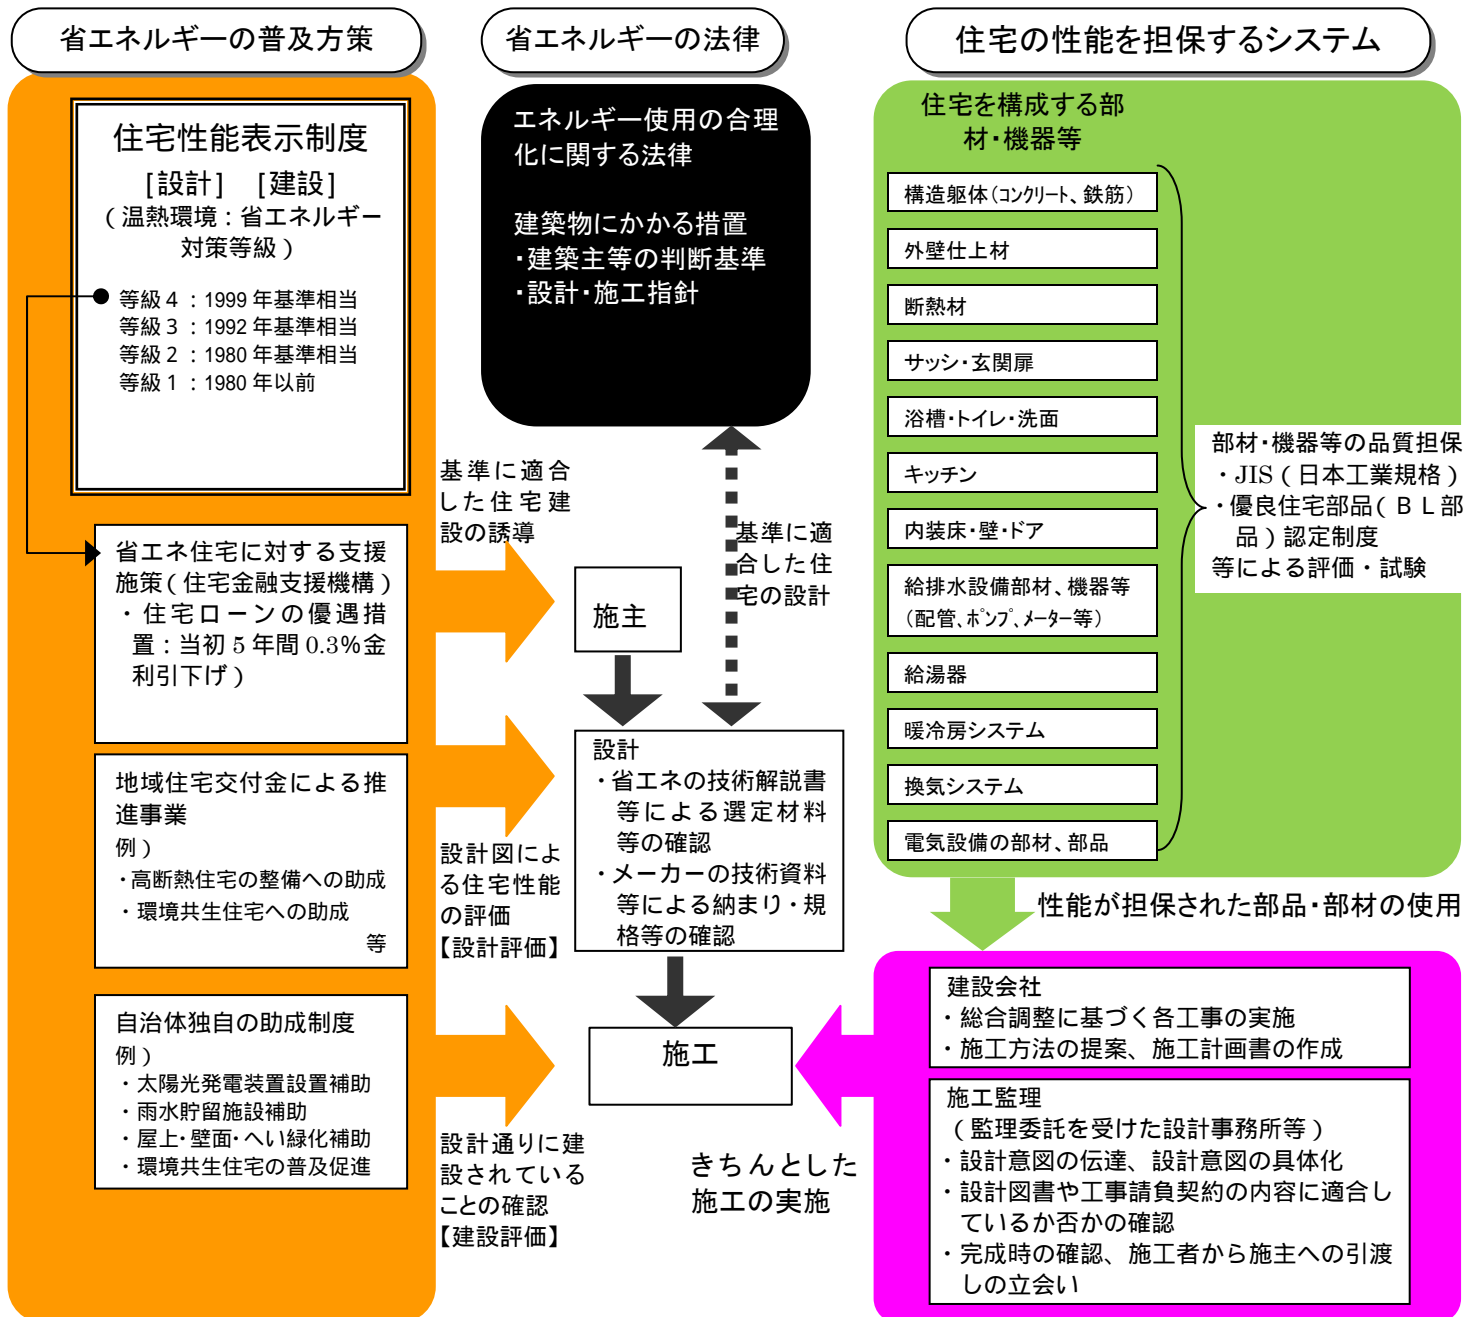 省エネルギーの普及方策
住宅性能表示制度
[設計] [建設]
(温熱環境:省エネルギー
対策等級)
等級4:1999年基準相当
等級3:1992年基準相当
等級2:1980年基準相当
等級1:1980年以前
省エネ住宅に対する支援
施策(住宅金融支援機構)
・住宅ローンの優遇措
置:当初5年間0.3%金
利引下げ)
地域住宅交付金による推
進事業
例)
・高断熱住宅の整備への助成
・環境共生住宅への助成
等
自治体独自の助成制度
例)
・太陽光発電装置設置補助
・雨水貯留施設補助
・屋上・壁面・へい緑化補助
・環境共生住宅の普及促進
省エネルギーの法律
エネルギー使用の合理
化に関する法律
建築物にかかる措置
・建築主等の判断基準
・設計・施工指針
基準に適合
した住宅建
設の誘導
基準に適
合した住
宅の設計
施主
設計
・省エネの技術解説書
等による選定材料
等の確認
・メーカーの技術資料
等による納まり・規
格等の確認
設計図によ
る住宅性能
の評価
【設計評価】
施工
設計通りに建
設されている
ことの確認
【建設評価】
きちんとした
施工の実施
住宅の性能を担保するシステム
住宅を構成する部
材・機器等
構造躯体(コンクリート、鉄筋)
外壁仕上材
断熱材
サッシ・玄関扉
浴槽・トイレ・洗面
キッチン
内装床・壁・ドア
給排水設備部材、機器等
(配管、ポンプ、メーター等)
給湯器
暖冷房システム
換気システム
電気設備の部材、部品
部材・機器等の品質担保
・JIS(日本工業規格)
・優良住宅部品(BL部
品)認定制度
等による評価・試験
性能が担保された部品・部材の使用
建設会社
・総合調整に基づく各工事の実施
・施工方法の提案、施工計画書の作成
施工監理
(監理委託を受けた設計事務所等)
・設計意図の伝達、設計意図の具体化
・設計図書や工事請負契約の内容に適合し
ているか否かの確認
・完成時の確認、施工者から施主への引渡
しの立会い